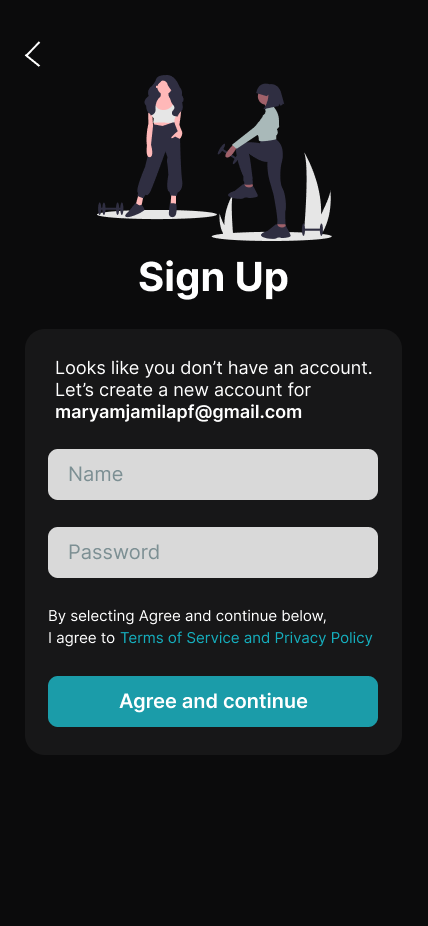 Sign Up
Looks like you don’t have an account.
Let’s create a new account for
maryamjamilapf@gmail.com
Name
Password
By selecting Agree and continue below,
I agree to Terms of Service and Privacy Policy
Agree and continue